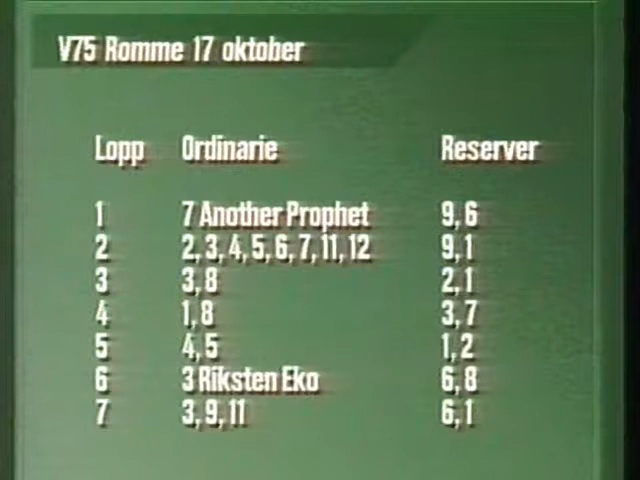 V75 Romme 17 oktober
Lopp Ordinarie Reserver
1 7 Another Prophet 9, 6
2 2, 3, 4, 5, 6, 7, 11, 12 9, 1
3 3, 8 2, 1
4 1, 8 3, 7
5 4, 5 1, 2
6 3 Riksten Eko 6, 8
7 3, 9, 11 6, 1